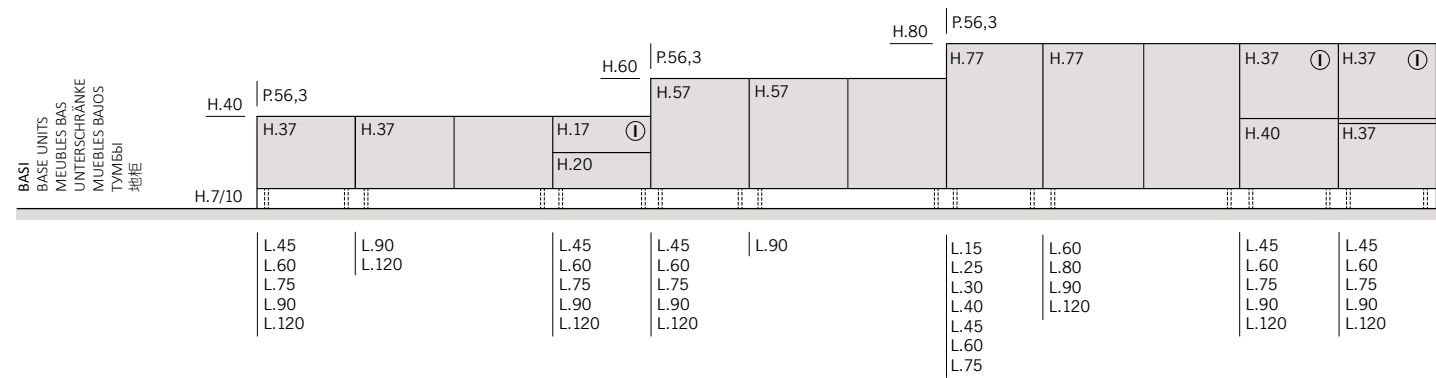 BASI
BASE UNITS
MEUBLES BAS
UNTERSCHRÄNKE
MUEBLES BAJOS
ТУМБЫ
地柜
H.40
P.56,3
H.37
H.37
H.17 I
H.20
H.7/10
H.60
P.56,3
H.57
H.57
H.80
P.56,3
H.77
H.77
H.37 I
H.40
H.37 I
H.37
L.45
L.60
L.75
L.90
L.120
L.90
L.120
L.45
L.60
L.75
L.90
L.120
L.45
L.60
L.75
L.90
L.120
L.90
L.15
L.25
L.30
L.40
L.45
L.60
L.75
L.60
L.80
L.90
L.120
L.45
L.60
L.75
L.90
L.120
L.45
L.60
L.75
L.90
L.120